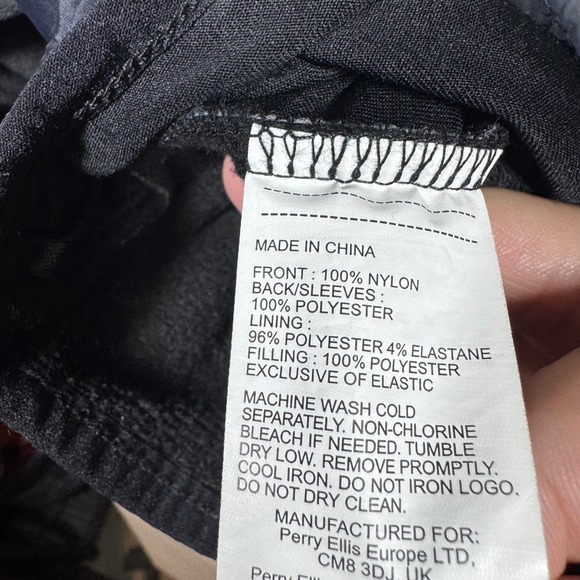 MADE IN CHINA
FRONT : 100% NYLON
BACK/SLEEVES :
100% POLYESTER
LINING :
96% POLYESTER 4% ELASTANE
FILLING : 100% POLYESTER
EXCLUSIVE OF ELASTIC
MACHINE WASH COLD
SEPARATELY. NON-CHLORINE
BLEACH IF NEEDED. TUMBLE
DRY LOW. REMOVE PROMPTLY.
COOL IRON. DO NOT IRON LOGO.
DO NOT DRY CLEAN.
MANUFACTURED FOR:
Perry Ellis Europe LTD,
CM8 3DJ, UK
Perry Ellis